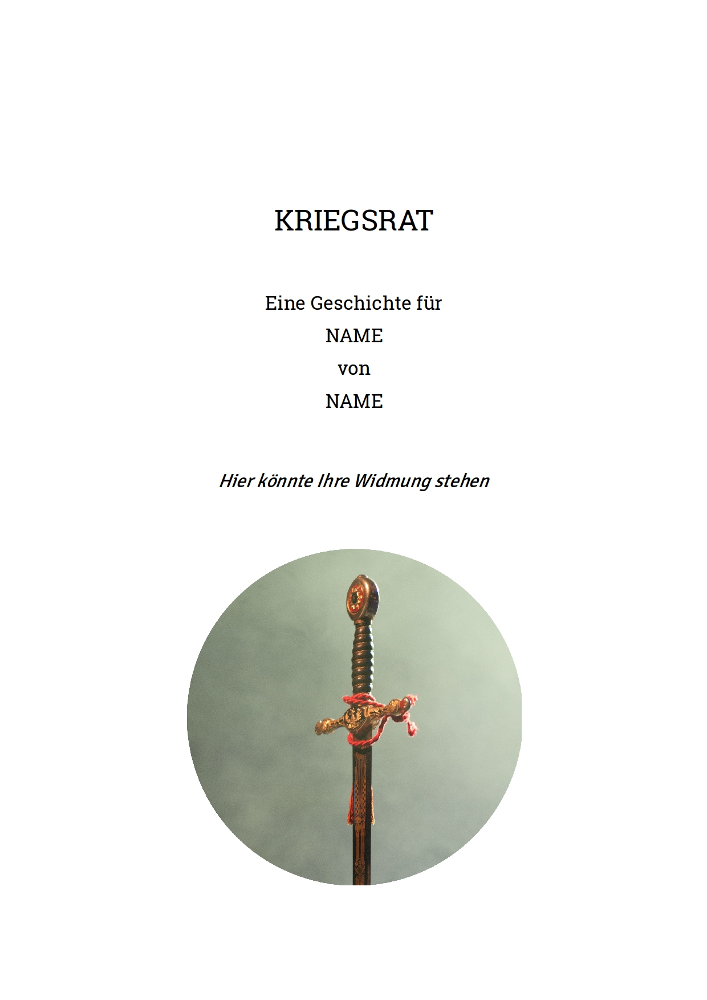 KRIEGSRAT
Eine Geschichte für
NAME
von
NAME
Hier könnte Ihre Widmung stehen